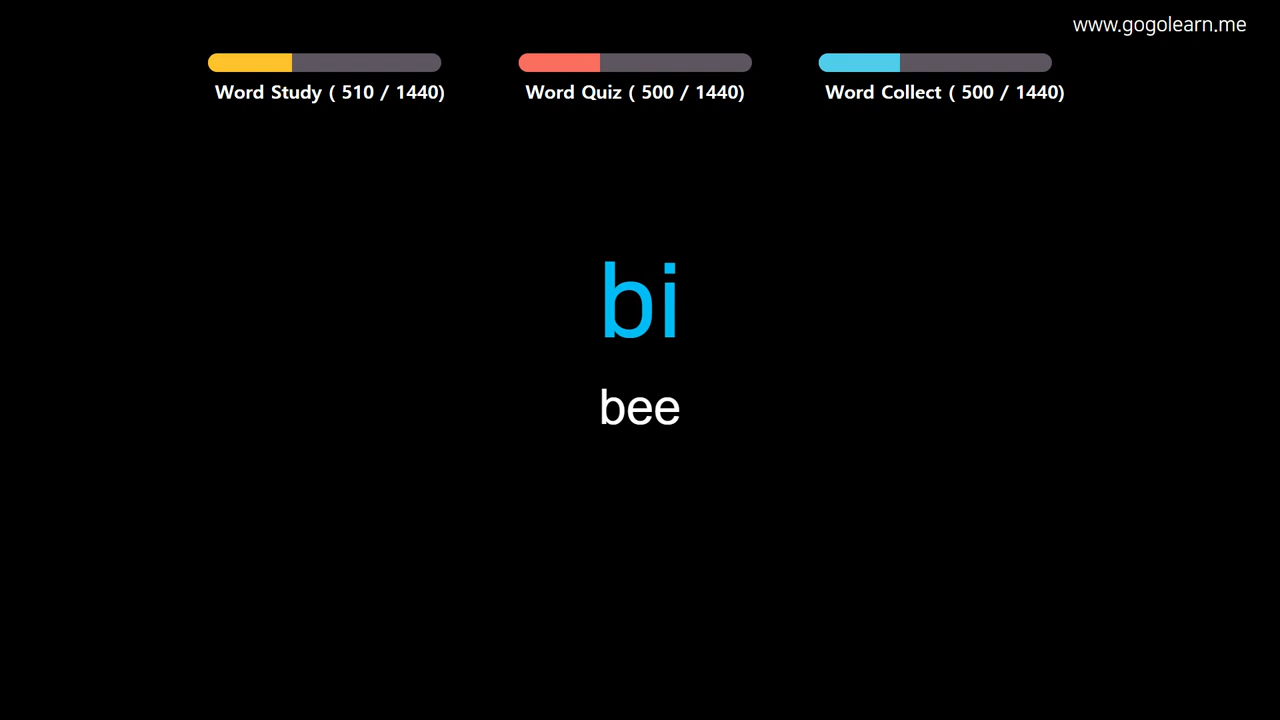 www.gogolearn.me
Word Study ( 510 / 1440)
Word Quiz ( 500 / 1440)
Word Collect ( 500 / 1440)
bi
bee